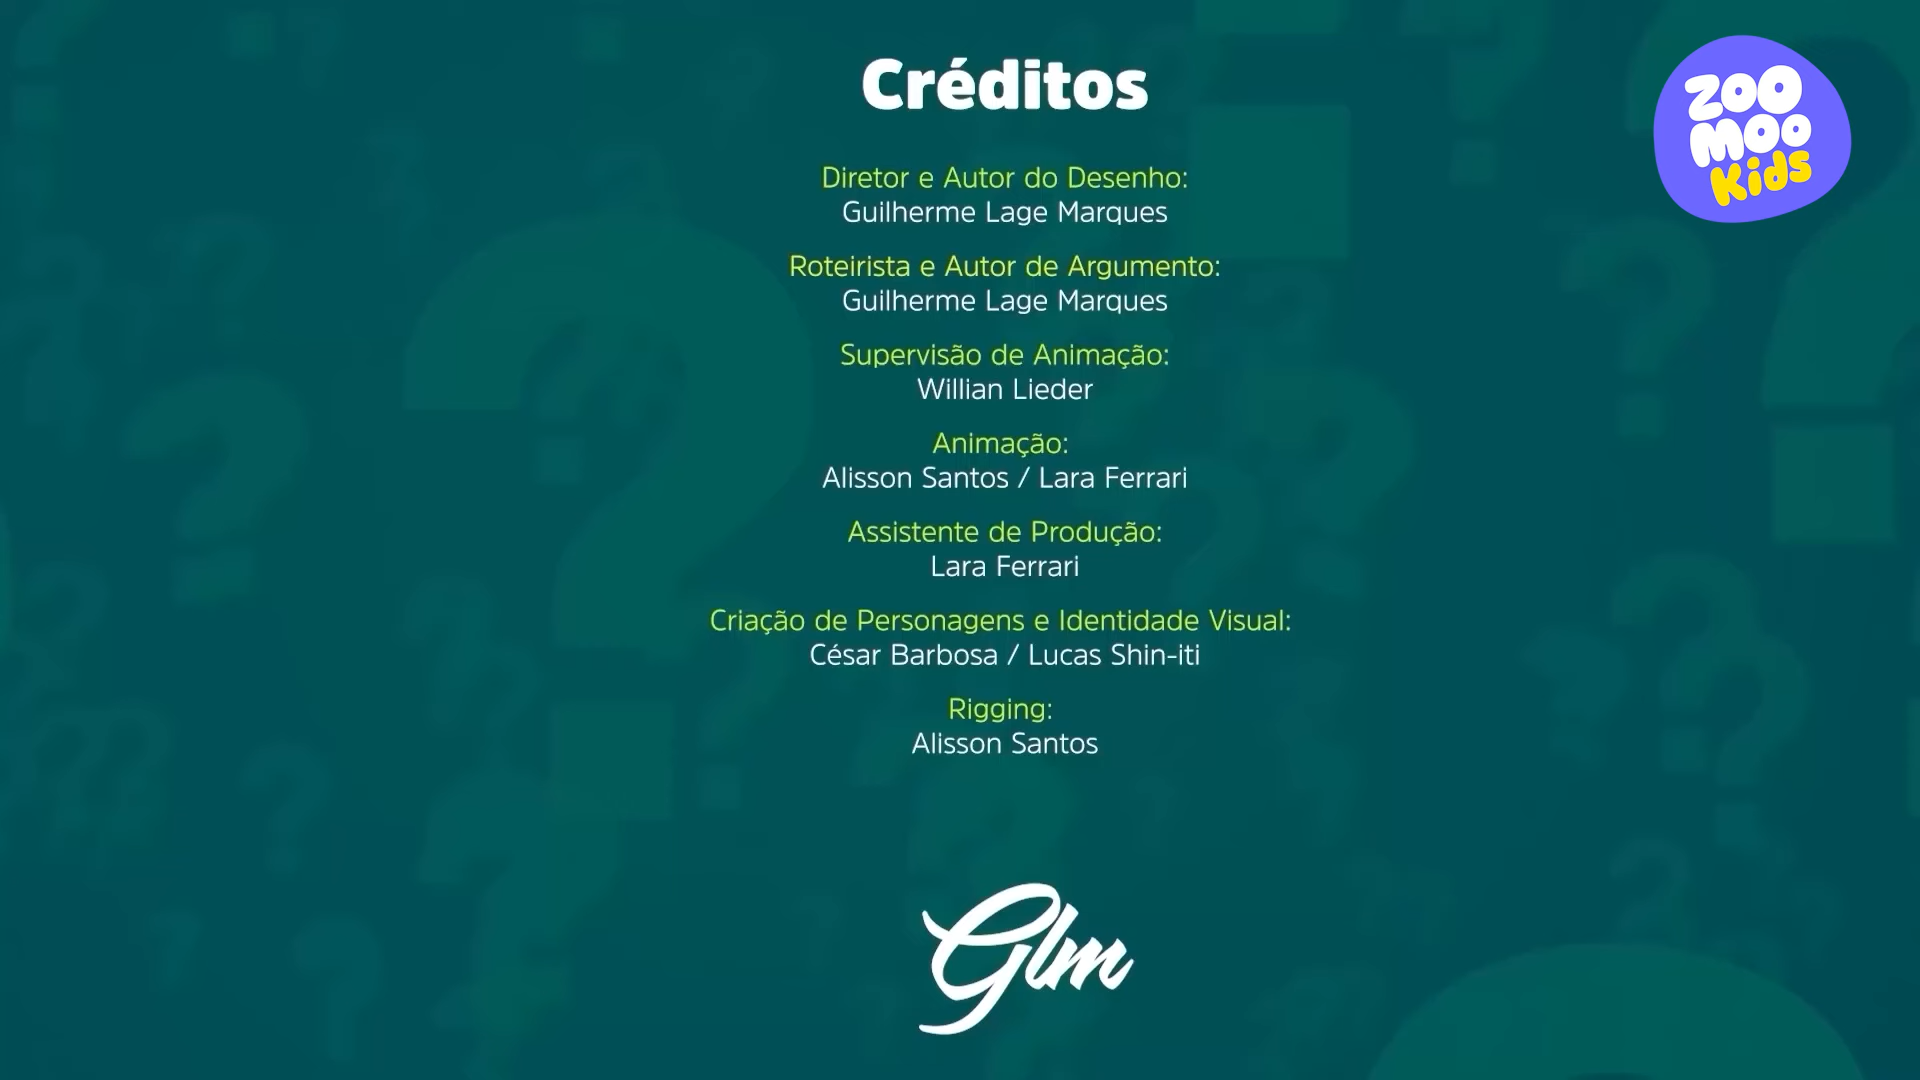 Créditos
ZOO
MOO
Kids
Diretor e Autor do Desenho:
Guilherme Lage Marques
Roteirista e Autor de Argumento:
Guilherme Lage Marques
Supervisão de Animação:
Willian Lieder
Animação:
Alisson Santos / Lara Ferrari
Assistente de Produção:
Lara Ferrari
Criação de Personagens e Identidade Visual:
César Barbosa / Lucas Shin-iti
Rigging:
Alisson Santos
Glm